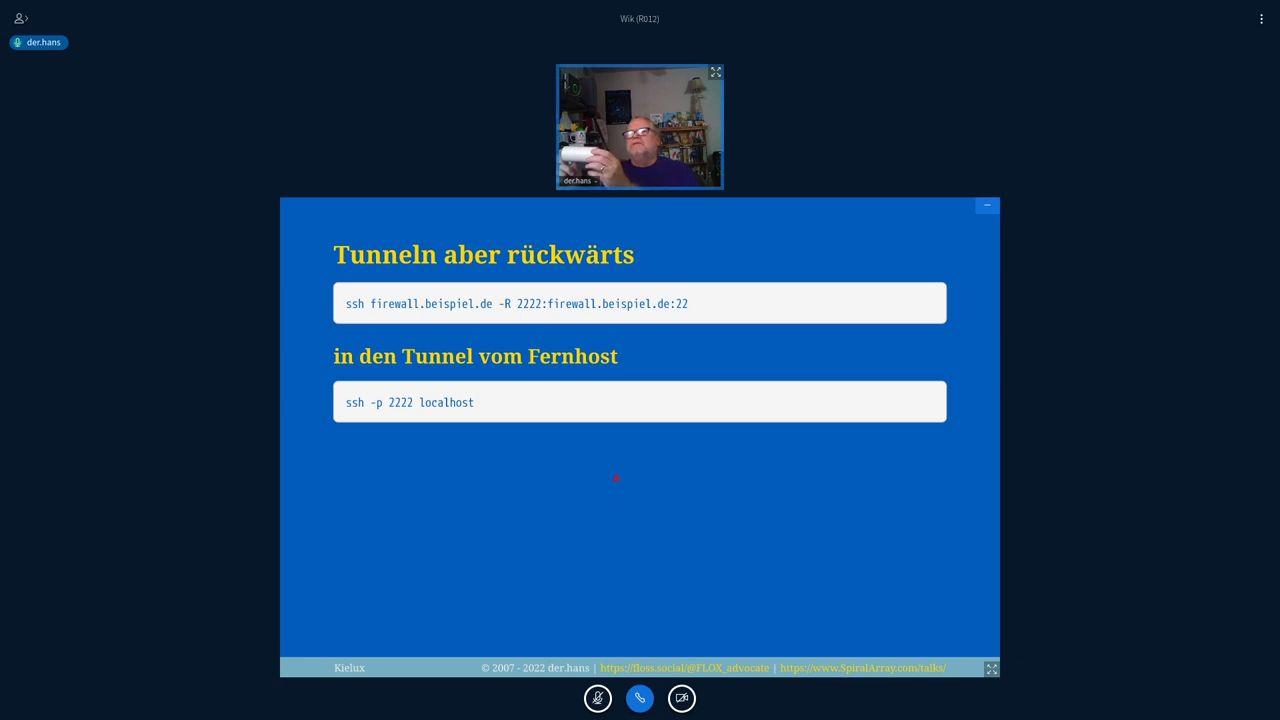 Wik (R012)
der.hans
der.hans
Tunneln aber rückwärts
ssh firewall.beispiel.de -R 2222:firewall.beispiel.de:22
in den Tunnel vom Fernhost
ssh -p 2222 localhost
Kielux
© 2007 - 2022 der.hans | https://floss.social/@FLOX_advocate | https://www.SpiralArray.com/talks/